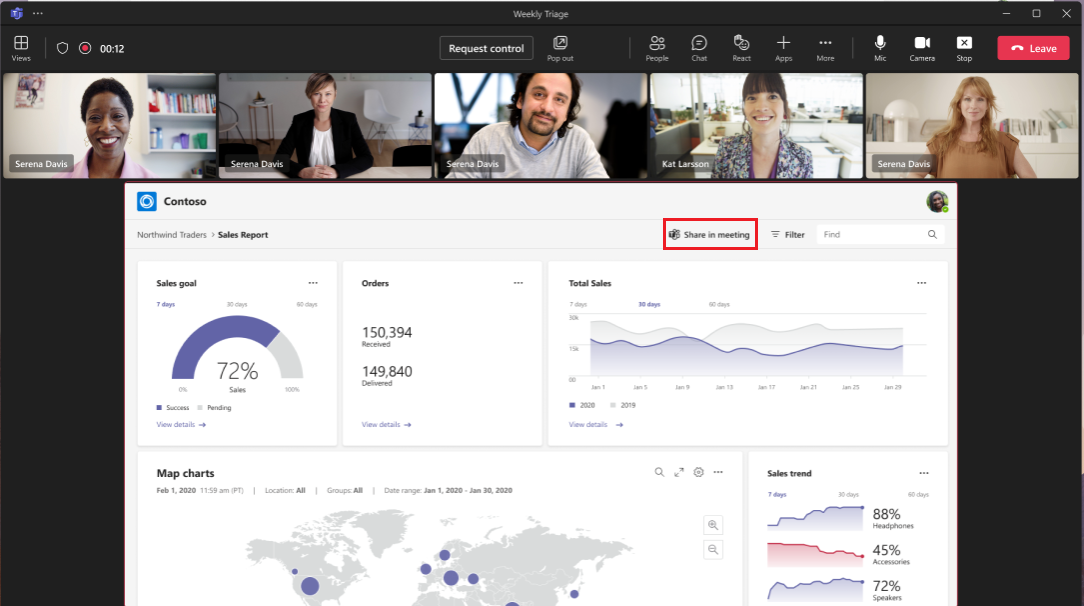 Weekly Triage
Views
00:12
Request control
Pop out
People
Chat
React
Apps
More
Mic
Camera
Stop
Leave
Serena Davis
Serena Davis
Serena Davis
Kat Larsson
Serena Davis
Contoso
Northwind Traders > Sales Report
Share in meeting
Filter
Find
Sales goal
7 days 30 days 60 days
72%
0% Sales 100%
Success Pending
View details
Orders
150,394
Received
149,840
Delivered
View details
Total Sales
7 days 30 days 60 days
30k
15k
00
Jan 1 Jan 5 Jan 9 Jan 13 Jan 17 Jan 21 Jan 25 Jan 29
2020 2019
View details
Map charts
Feb 1, 2020 11:59 am (PT) | Location: All | Groups: All | Date range: Jan 1, 2020 - Jan 30, 2020
Sales trend
7 days 30 days 60 days
88%
Headphones
45%
Accessories
72%
Speakers